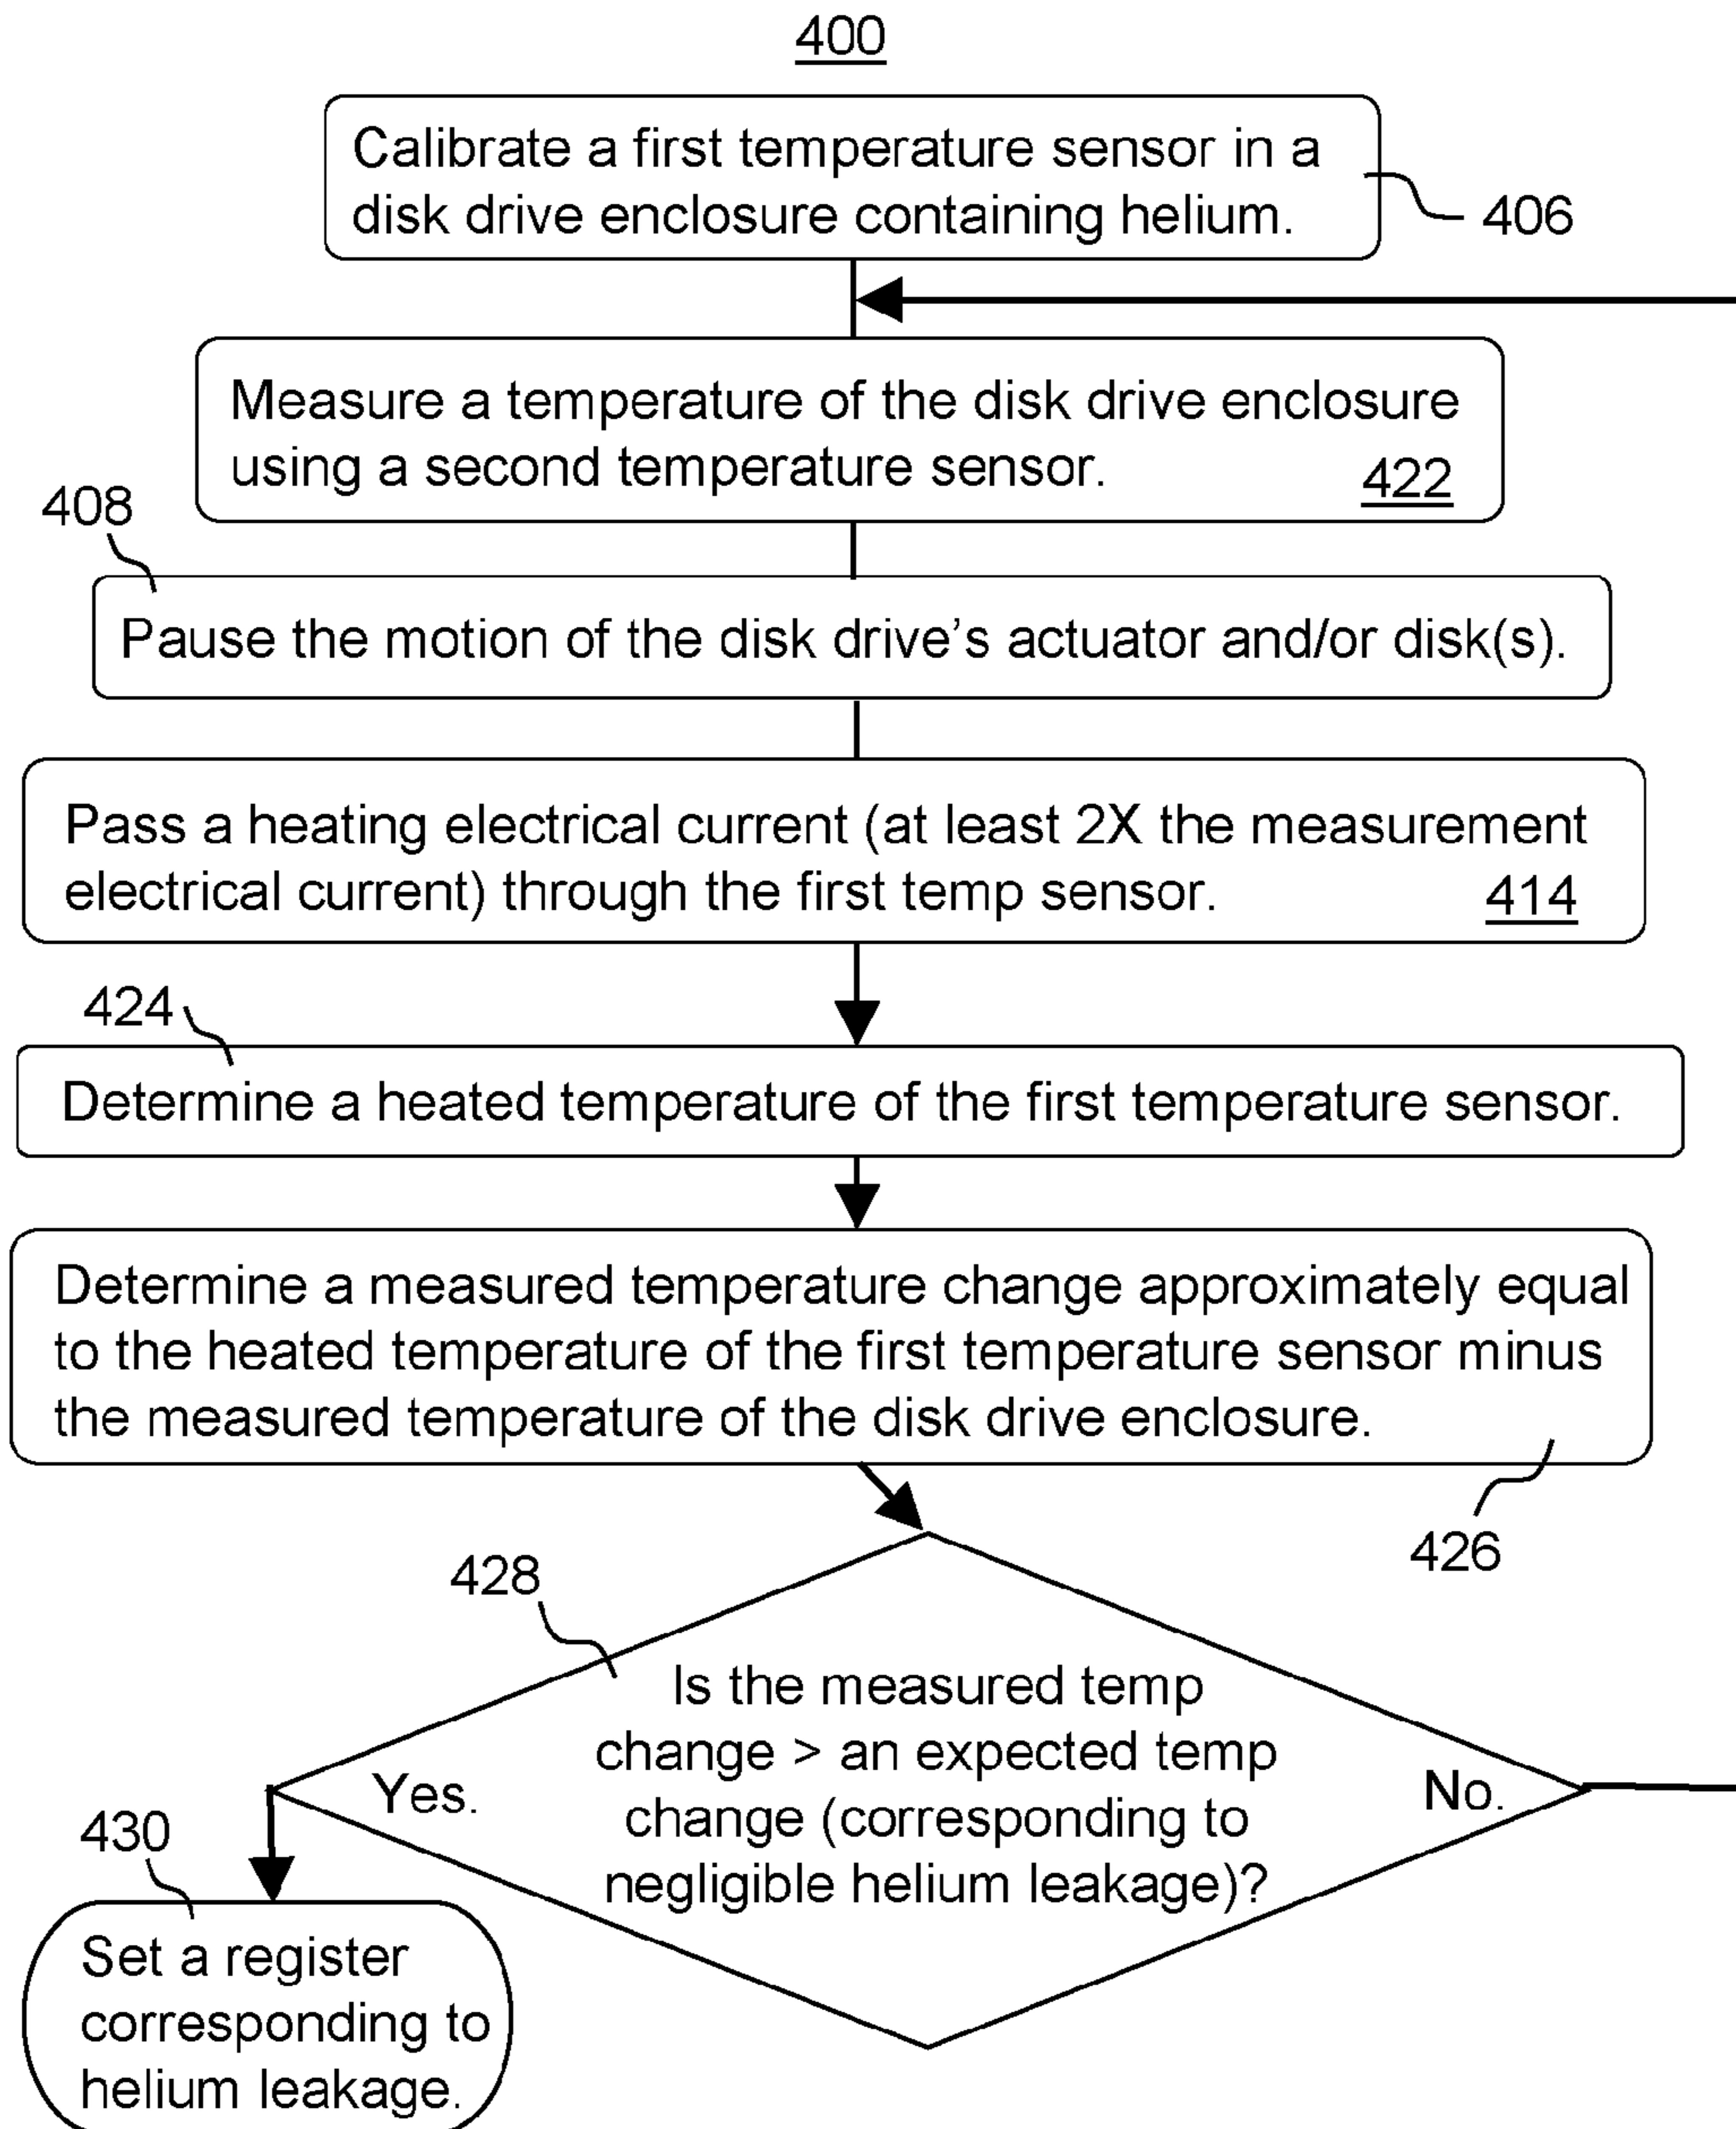 400
Calibrate a first temperature sensor in a
disk drive enclosure containing helium.
406
Measure a temperature of the disk drive enclosure
using a second temperature sensor.
422
408
Pause the motion of the disk drive’s actuator and/or disk(s).
Pass a heating electrical current (at least 2X the measurement
electrical current) through the first temp sensor.
414
424
Determine a heated temperature of the first temperature sensor.
Determine a measured temperature change approximately equal
to the heated temperature of the first temperature sensor minus
the measured temperature of the disk drive enclosure.
426
428
Is the measured temp
change > an expected temp
change (corresponding to
negligible helium leakage)?
Yes.
No.
430
Set a register
corresponding to
helium leakage.